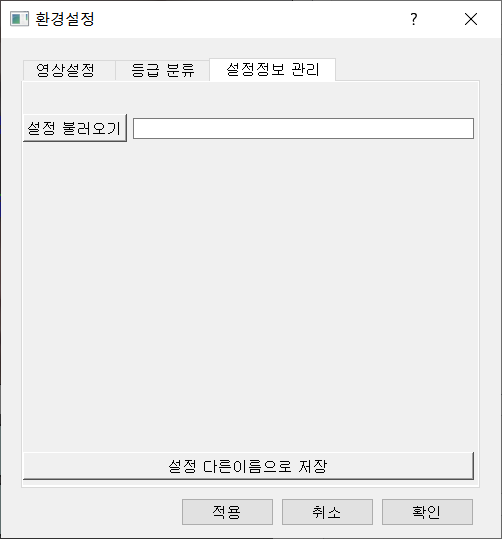 환경설정 ?
영상설정 등급 분류 설정정보 관리
설정 불러오기
설정 다른이름으로 저장
적용 취소 확인